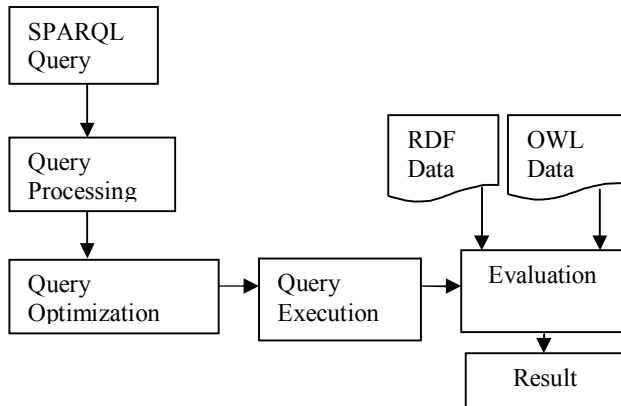 SPARQL
Query
Query
Processing
RDF
Data
OWL
Data
Query
Optimization
Query
Execution
Evaluation
Result